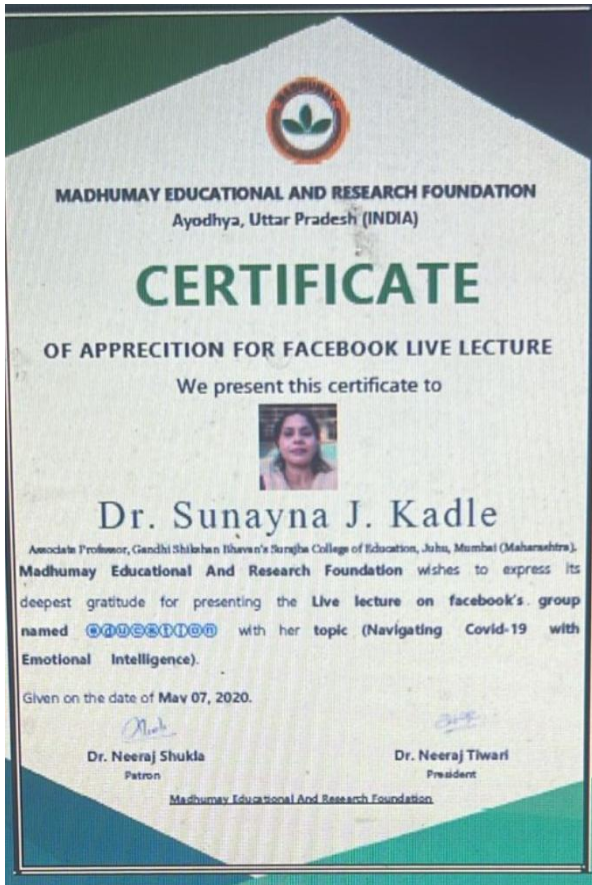 MADHUMAY
MADHUMAY EDUCATIONAL AND RESEARCH FOUNDATION
Ayodhya, Uttar Pradesh (INDIA)
CERTIFICATE
OF APPRECITION FOR FACEBOOK LIVE LECTURE
We present this certificate to
Dr. Sunayna J. Kadle
Associate Professor, Gandhi Shikshan Bhavan's Surajba College of Education, Juhu, Mumbai (Maharashtra).
Madhumay Educational And Research Foundation wishes to express its
deepest gratitude for presenting the Live lecture on facebook's group
named ⓔⓓⓤⓒⓐⓣⓘⓞⓝ with her topic (Navigating Covid-19 with
Emotional Intelligence).
Given on the date of May 07, 2020.
Dr. Neeraj Shukla
Dr. Neeraj Tiwari
Patron
President
Madhumay Educational And Research Foundation